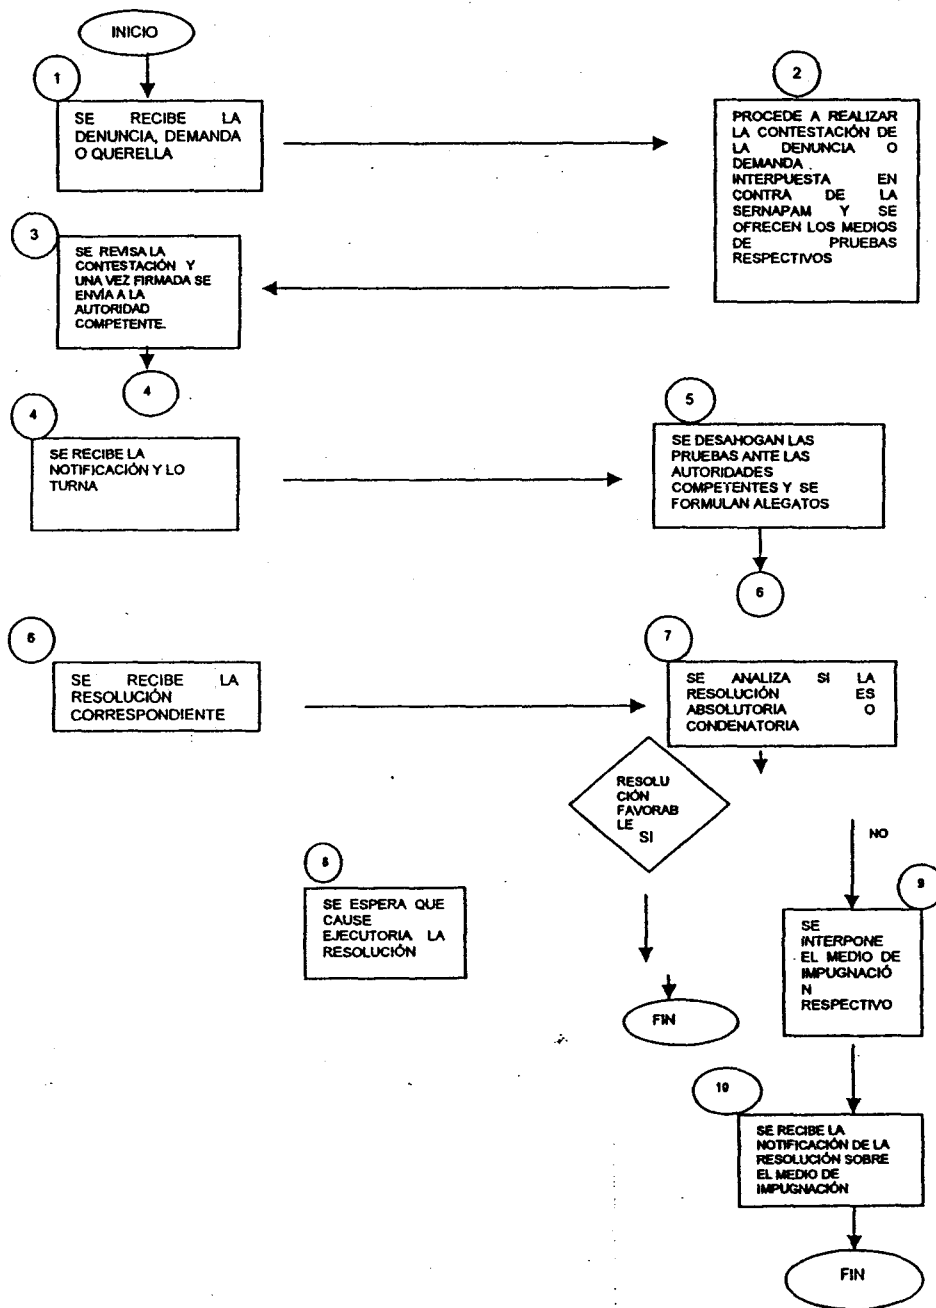 INICIO
1
SE RECIBE LA
DENUNCIA, DEMANDA
O QUERELLA
2
PROCEDE A REALIZAR
LA CONTESTACIÓN DE
LA DENUNCIA O
DEMANDA
INTERPUESTA EN
CONTRA DE LA
SERNAPAM Y SE
OFRECEN LOS MEDIOS
DE PRUEBAS
RESPECTIVOS
3
SE REVISA LA
CONTESTACIÓN Y
UNA VEZ FIRMADA SE
ENVÍA A LA
AUTORIDAD
COMPETENTE.
4
4
SE RECIBE LA
NOTIFICACIÓN Y LO
TURNA
5
SE DESAHOGAN LAS
PRUEBAS ANTE LAS
AUTORIDADES
COMPETENTES Y SE
FORMULAN ALEGATOS
6
6
SE RECIBE LA
RESOLUCIÓN
CORRESPONDIENTE
7
SE ANALIZA SI LA
RESOLUCIÓN ES
ABSOLUTORIA O
CONDENATORIA
RESOLU
CIÓN
FAVORAB
LE
SI
NO
8
SE ESPERA QUE
CAUSE
EJECUTORIA LA
RESOLUCIÓN
9
SE
INTERPONE
EL MEDIO DE
IMPUGNACIÓ
N
RESPECTIVO
FIN
10
SE RECIBE LA
NOTIFICACIÓN DE LA
RESOLUCIÓN SOBRE
EL MEDIO DE
IMPUGNACIÓN
FIN